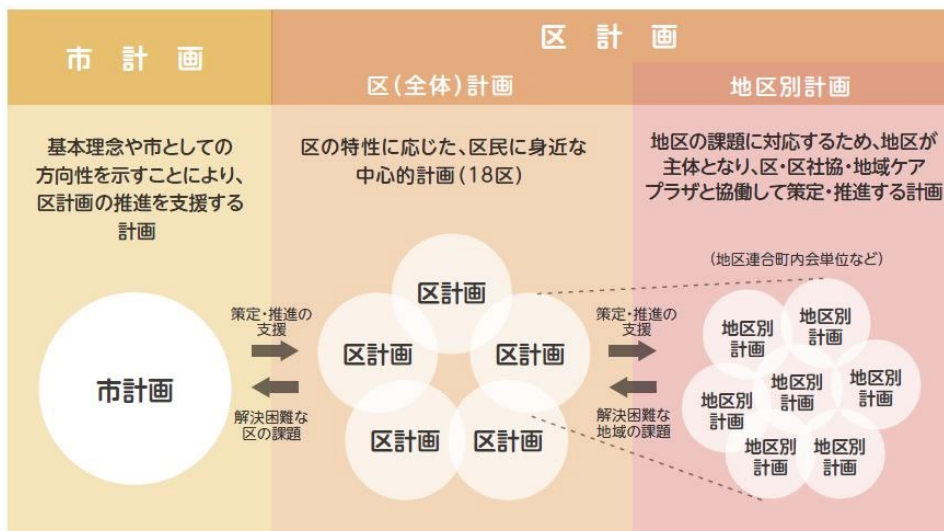 市計画
区計画
区(全体)計画
地区別計画
基本理念や市としての
方向性を示すことにより、
区計画の推進を支援する
計画
区の特性に応じた、区民に身近な
中心的計画(18区)
地区の課題に対応するため、地区が
主体となり、区・区社協・地域ケア
プラザと協働して策定・推進する計画
(地区連合町内会単位など)
市計画
策定・推進の
支援
解決困難な
区の課題
区計画
区計画
区計画
区計画
区計画
策定・推進の
支援
解決困難な
地域の課題
地区別
計画
地区別
計画
地区別
計画
地区別
計画
地区別
計画
地区別
計画
地区別
計画